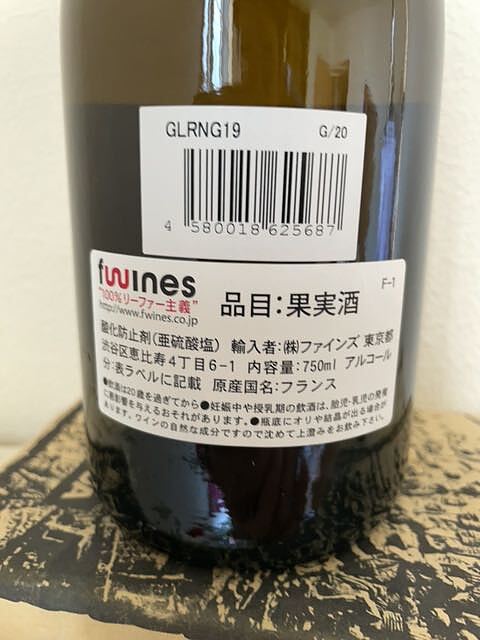 GLRNG19 G/20
4 580018 625687
fwines F-1
"100%リーファー主義" 品目:果実酒
http://www.fwines.co.jp
酸化防止剤(亜硫酸塩) 輸入者:㈱ファインズ 東京都
渋谷区恵比寿4丁目6-1 内容量:750ml アルコール
分:表ラベルに記載 原産国名:フランス
●飲酒は20歳を過ぎてから●妊娠中や授乳期の飲酒は、胎児・乳児の発育
に悪影響を与えるおそれがあります。●瓶底にオリや結晶が出る場合が
あります。ワインの自然な成分ですので沈めて上澄みをお飲み下さい。